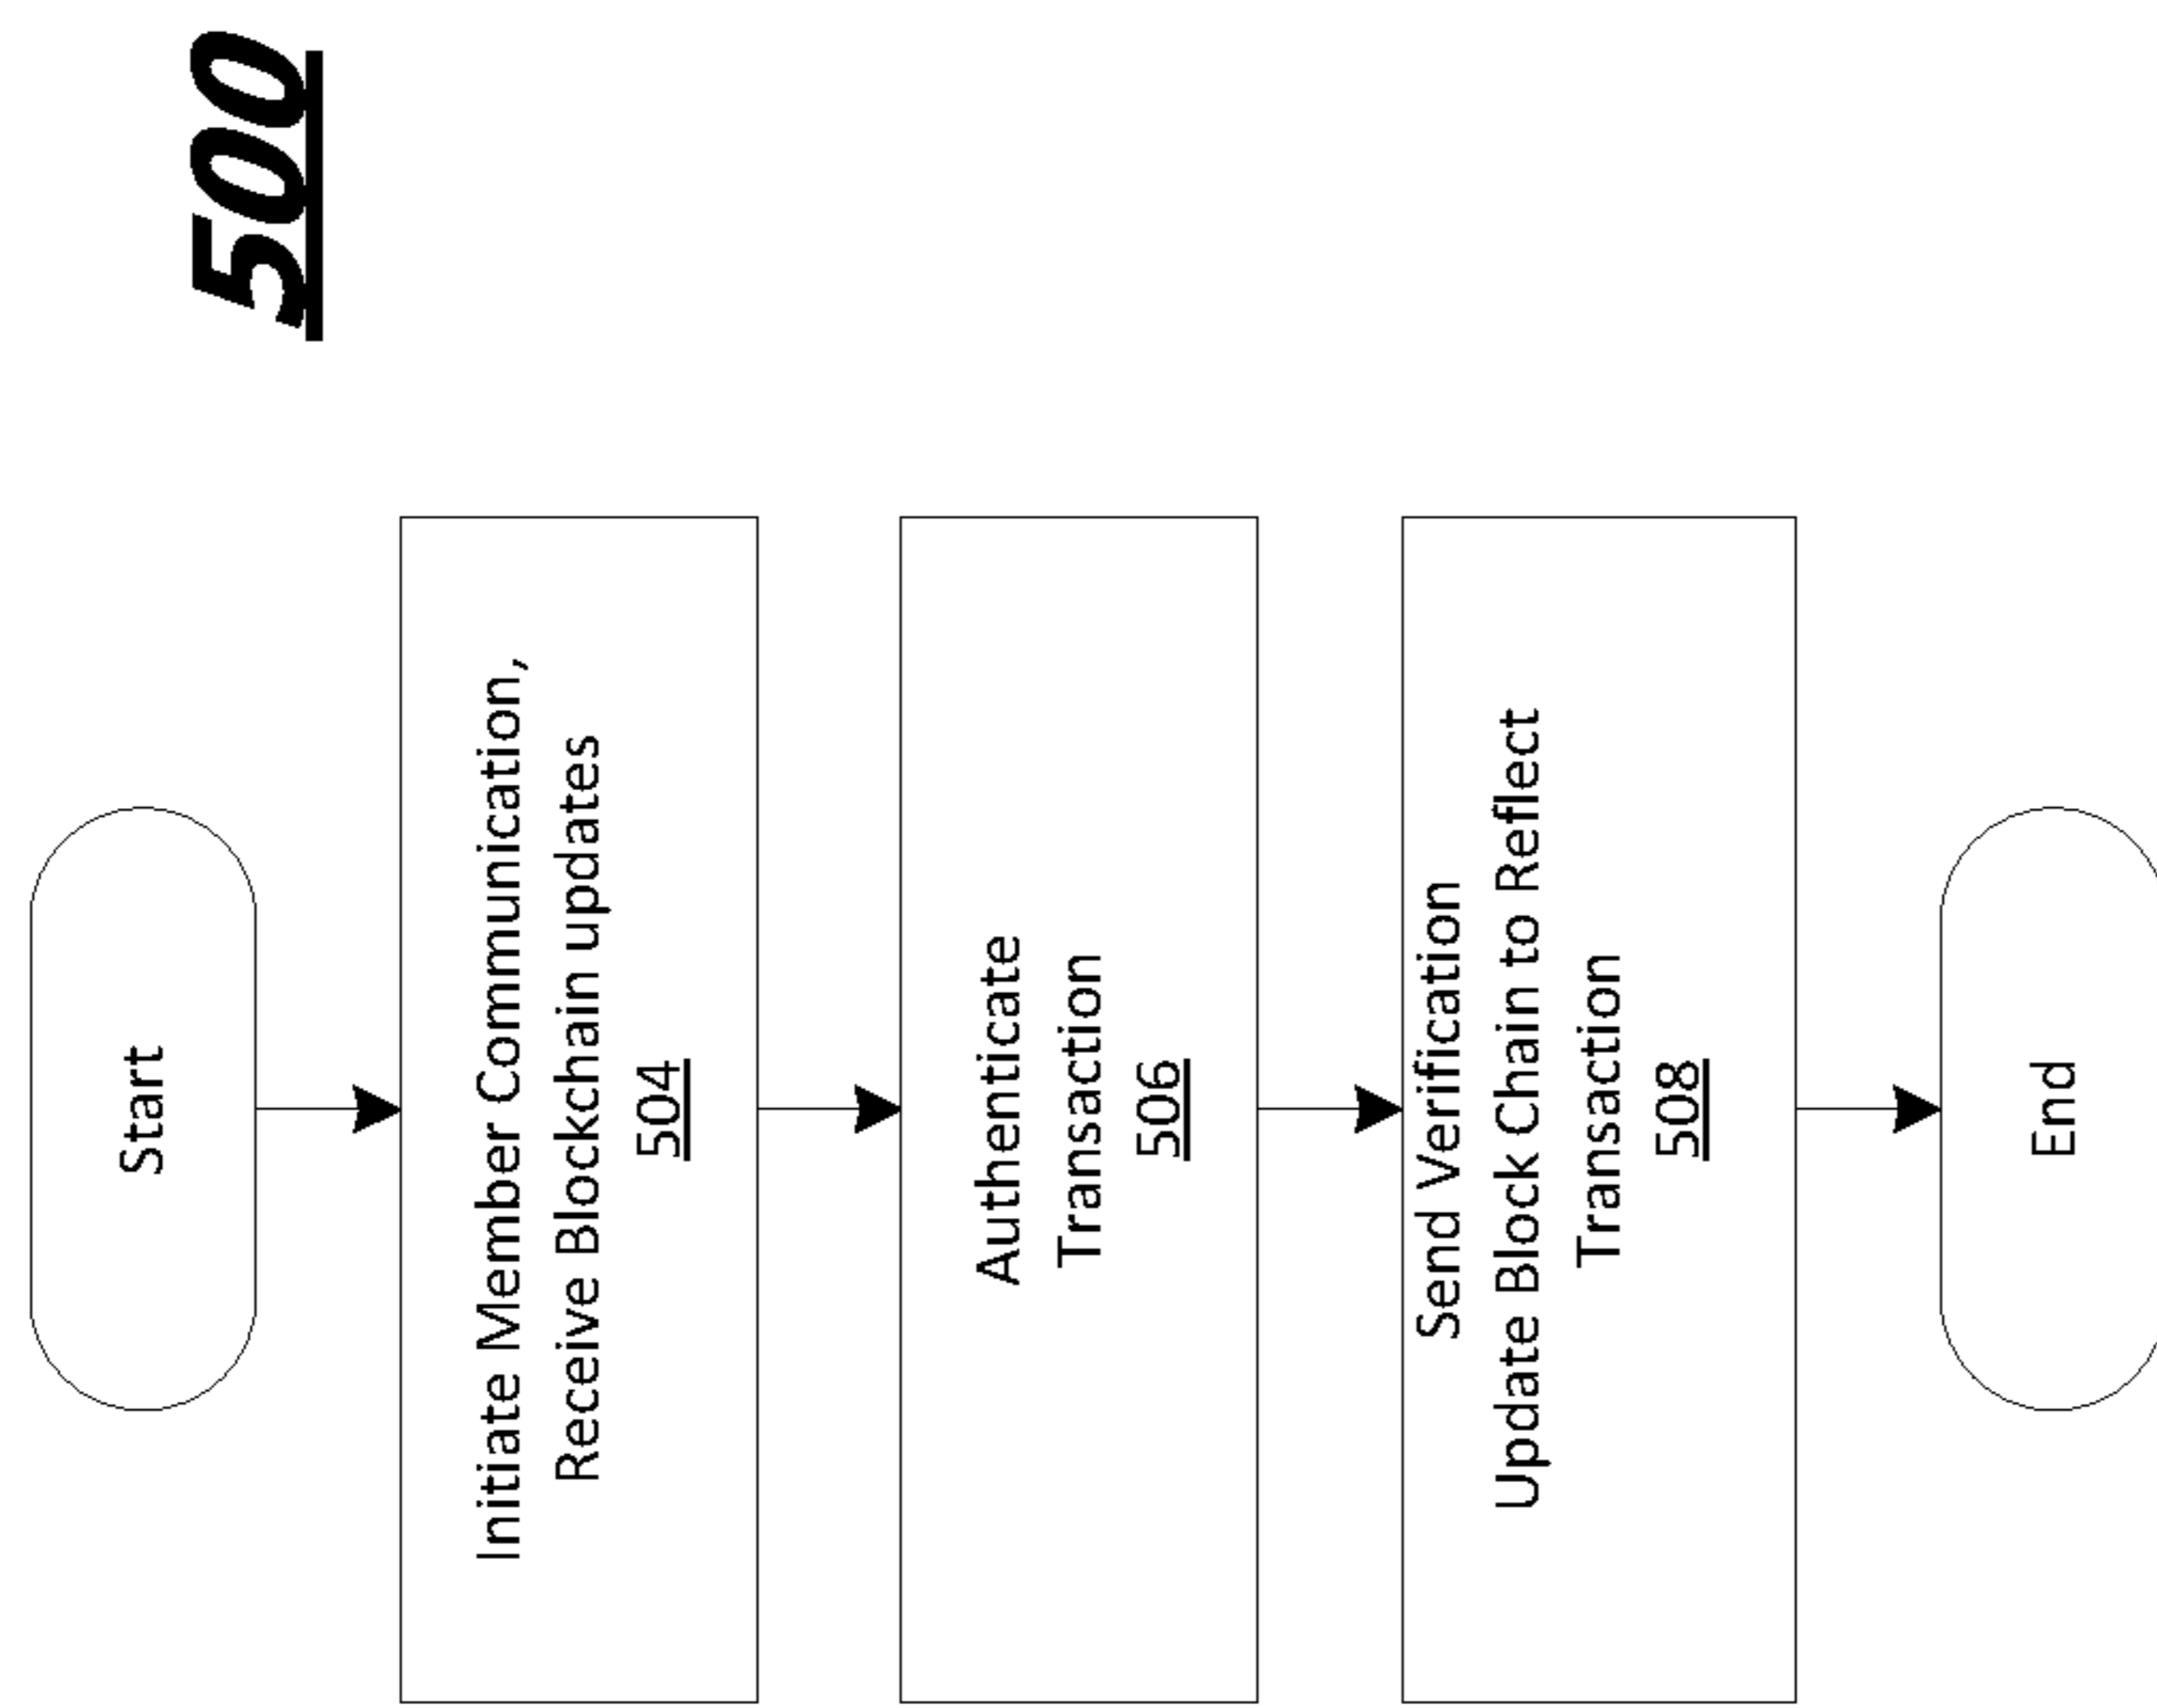 500
Start
Initiate Member Communication,
Receive Blockchain updates
504
Authenticate
Transaction
506
Send Verification
Update Block Chain to Reflect
Transaction
508
End